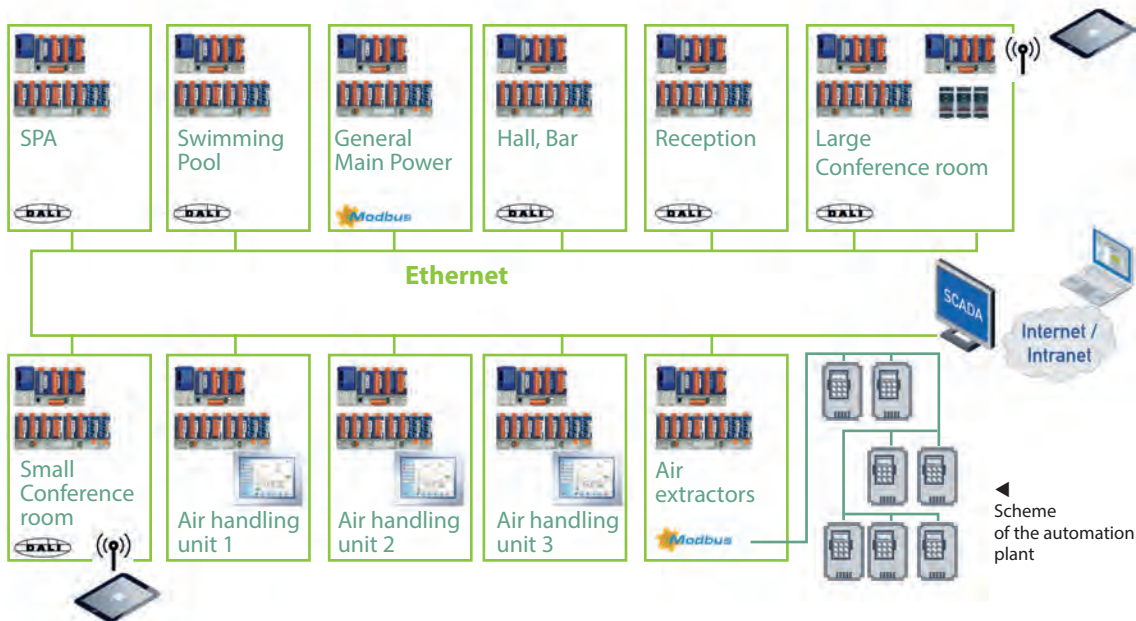 SPA
DALI
Swimming
Pool
DALI
General
Main Power
Modbus
Hall, Bar
DALI
Reception
DALI
Large
Conference room
DALI
Ethernet
SCADA
Internet /
Intranet
Small
Conference
room
DALI
Air handling
unit 1
Air handling
unit 2
Air handling
unit 3
Air
extractors
Modbus
◄
Scheme
of the automation
plant